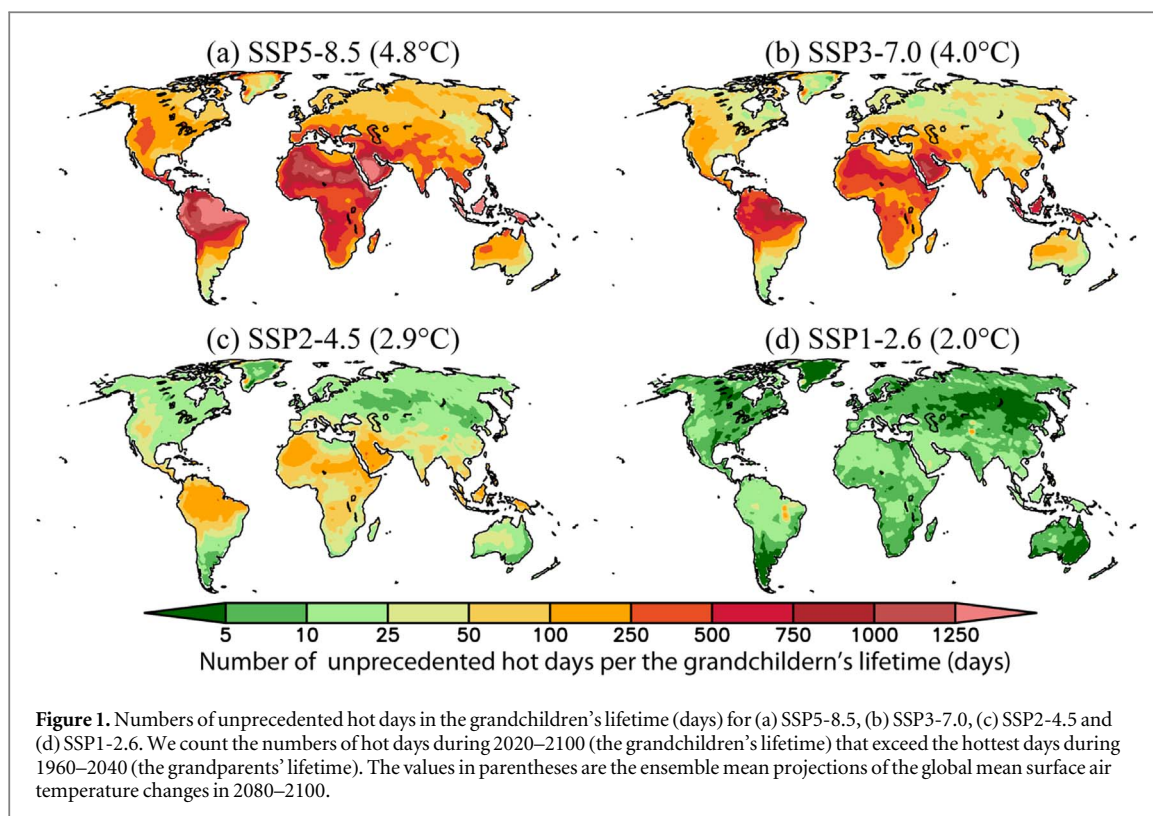 (a) SSP5-8.5 (4.8°C)
(b) SSP3-7.0 (4.0°C)
(c) SSP2-4.5 (2.9°C)
(d) SSP1-2.6 (2.0°C)
5 10 25 50 100 250 500 750 1000 1250
Number of unprecedented hot days per the grandchildern's lifetime (days)
Figure 1. Numbers of unprecedented hot days in the grandchildren's lifetime (days) for (a) SSP5-8.5, (b) SSP3-7.0, (c) SSP2-4.5 and
(d) SSP1-2.6. We count the numbers of hot days during 2020–2100 (the grandchildren's lifetime) that exceed the hottest days during
1960–2040 (the grandparents' lifetime). The values in parentheses are the ensemble mean projections of the global mean surface air
temperature changes in 2080–2100.